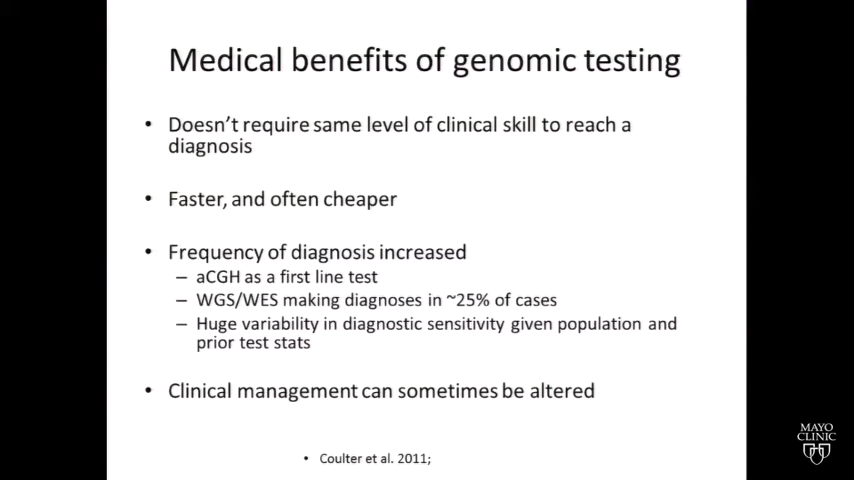 Medical benefits of genomic testing
• Doesn't require same level of clinical skill to reach a
diagnosis
• Faster, and often cheaper
• Frequency of diagnosis increased
– aCGH as a first line test
– WGS/WES making diagnoses in ~25% of cases
– Huge variability in diagnostic sensitivity given population and
prior test stats
• Clinical management can sometimes be altered
• Coulter et al. 2011;
MAYO
CLINIC